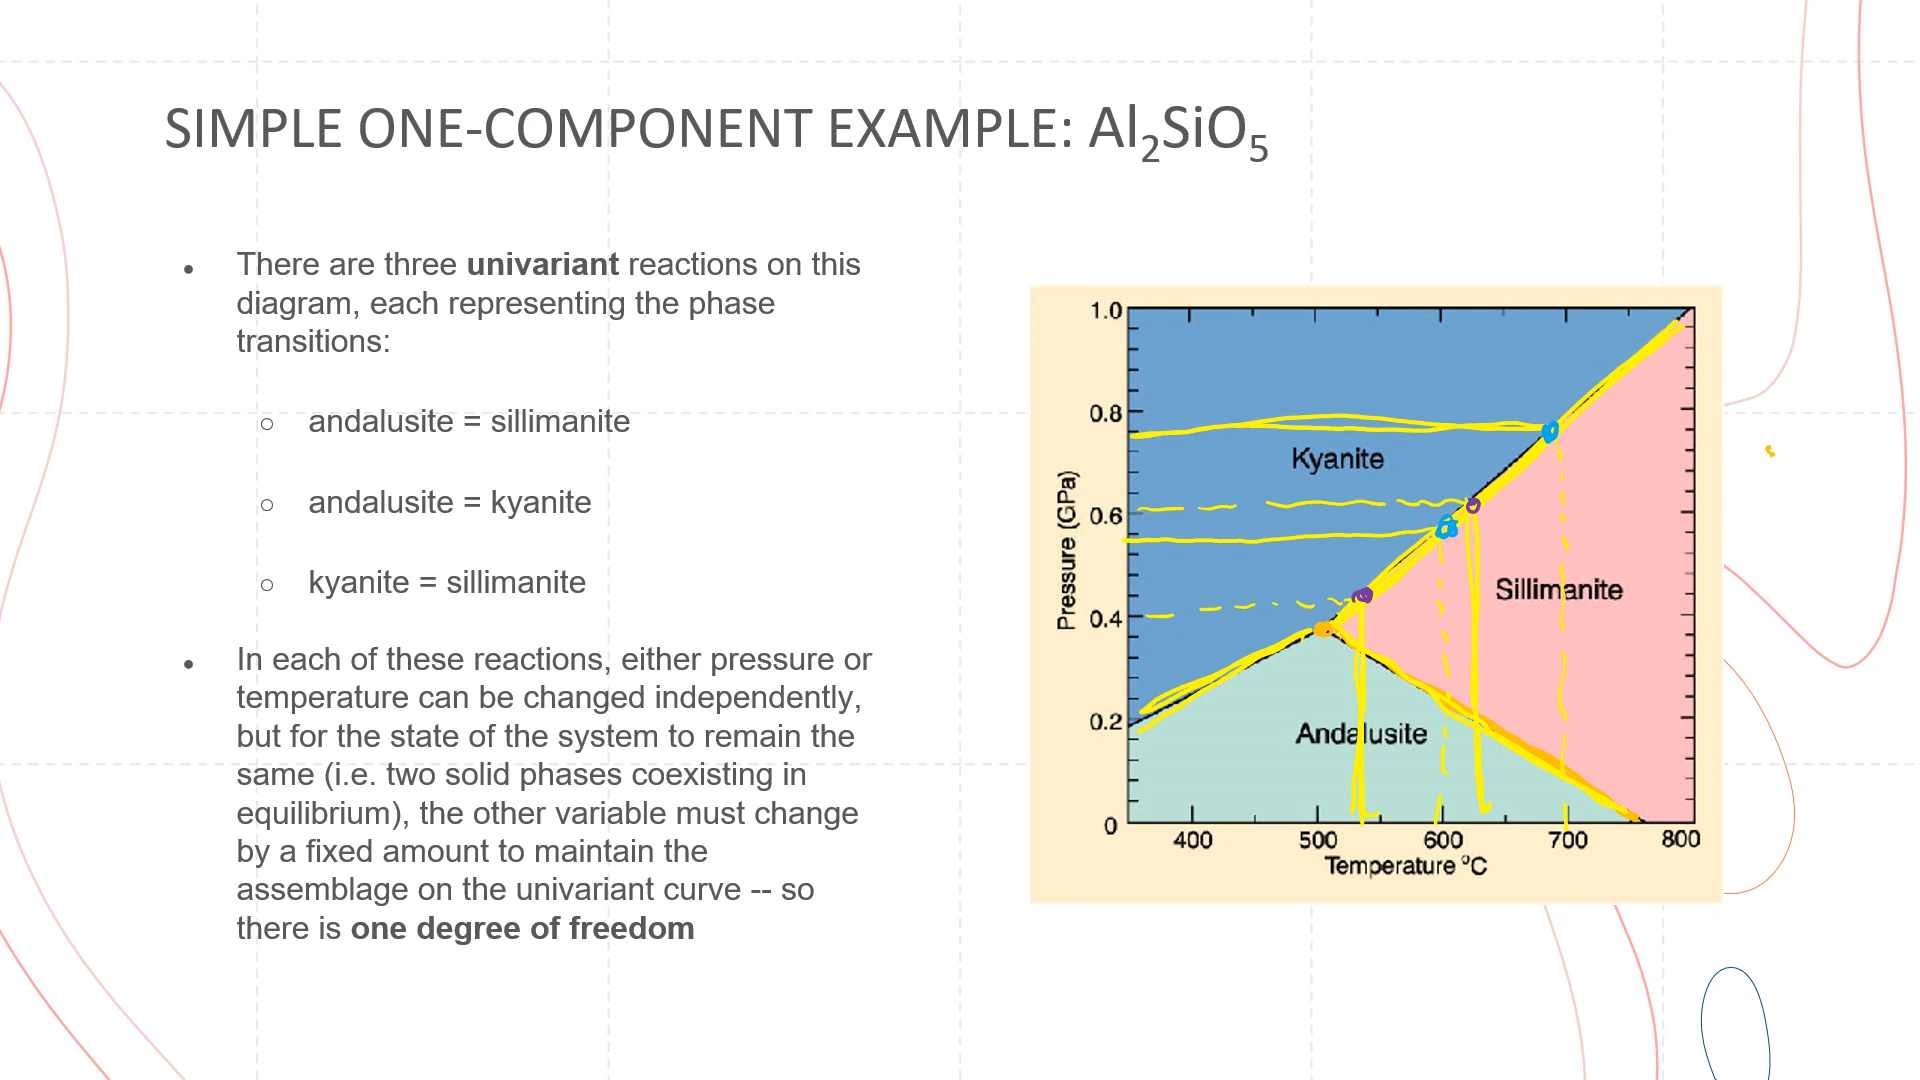 SIMPLE ONE-COMPONENT EXAMPLE: Al₂SiO₅
• There are three univariant reactions on this
diagram, each representing the phase
transitions:
○ andalusite = sillimanite
○ andalusite = kyanite
○ kyanite = sillimanite
• In each of these reactions, either pressure or
temperature can be changed independently,
but for the state of the system to remain the
same (i.e. two solid phases coexisting in
equilibrium), the other variable must change
by a fixed amount to maintain the
assemblage on the univariant curve -- so
there is one degree of freedom
1.0
0.8
Kyanite
0.6
Pressure (GPa)
Sillimanite
0.4
0.2
Andalusite
0
400 500 600 700 800
Temperature °C